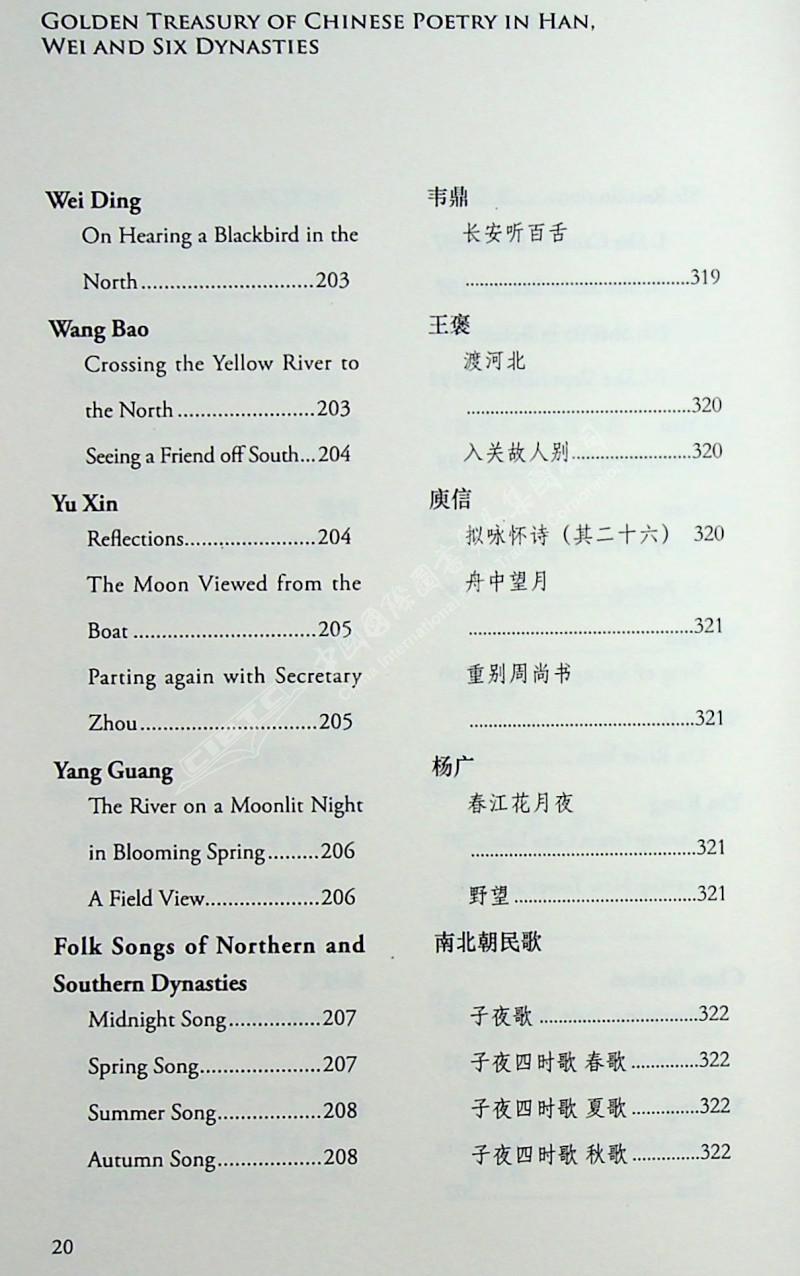 GOLDEN TREASURY OF CHINESE POETRY IN HAN,
WEI AND SIX DYNASTIES
Wei Ding
On Hearing a Blackbird in the
North..............................203
Wang Bao
Crossing the Yellow River to
the North.....................203
Seeing a Friend off South...204
Yu Xin
Reflections....................204
The Moon Viewed from the
Boat............................205
Parting again with Secretary
Zhou...........................205
Yang Guang
The River on a Moonlit Night
in Blooming Spring.........206
A Field View..................206
Folk Songs of Northern and
Southern Dynasties
Midnight Song..............207
Spring Song..................207
Summer Song................208
Autumn Song................208
韦鼎
长安听百舌
..........................................319
王褒
渡河北
..........................................320
入关故人别......................320
庾信
拟咏怀诗（其二十六） 320
舟中望月
..........................................321
重别周尚书
..........................................321
杨广
春江花月夜
..........................................321
野望..................................321
南北朝民歌
子夜歌..............................322
子夜四时歌 春歌..............322
子夜四时歌 夏歌..............322
子夜四时歌 秋歌..............322
20